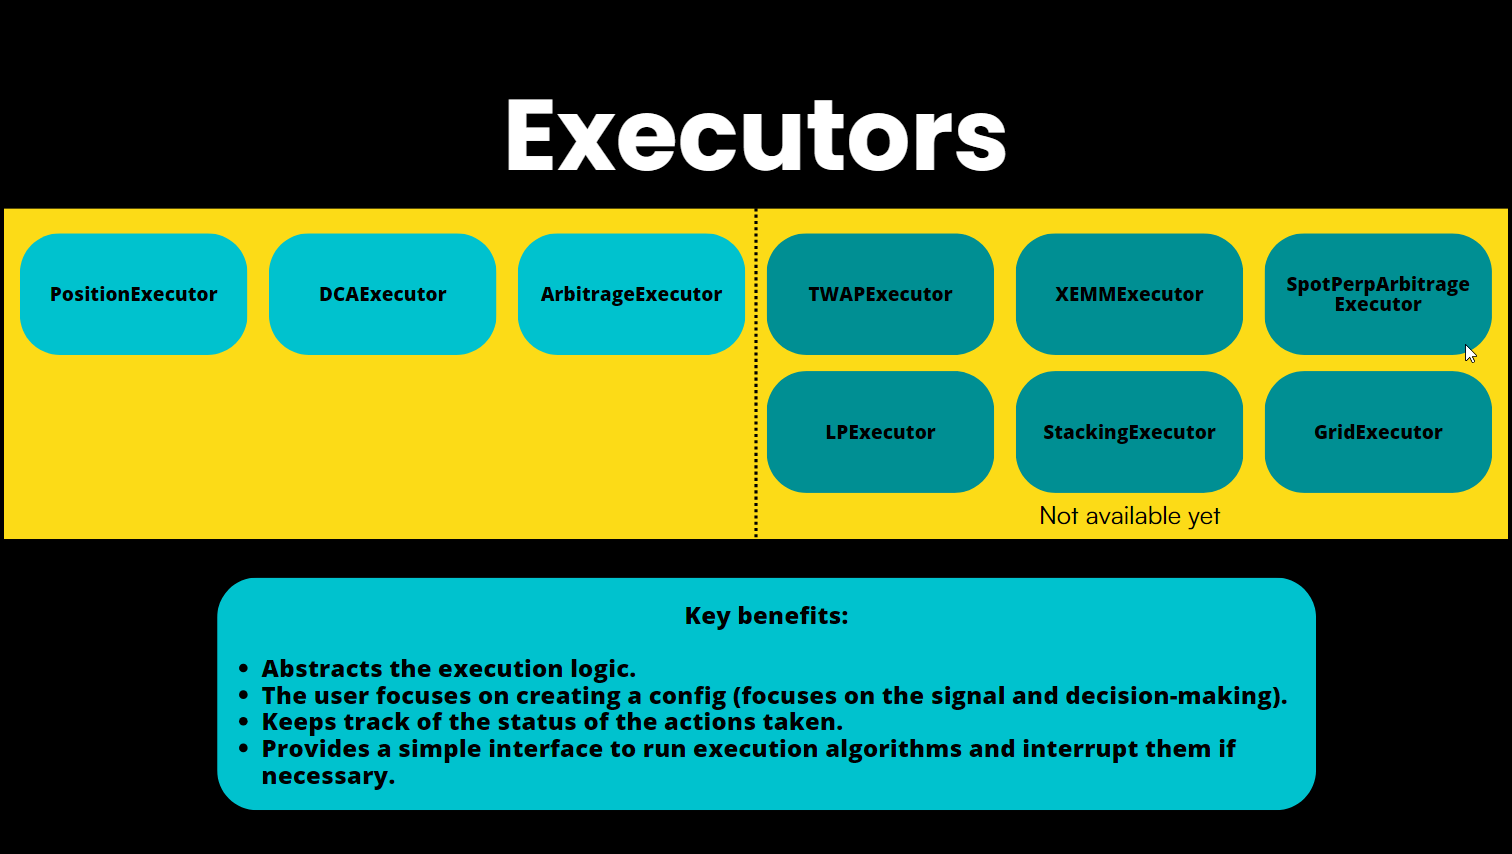 Executors
PositionExecutor
DCAExecutor
ArbitrageExecutor
TWAPExecutor
XEMMExecutor
SpotPerpArbitrage
Executor
LPExecutor
StackingExecutor
GridExecutor
Not available yet
Key benefits:
• Abstracts the execution logic.
• The user focuses on creating a config (focuses on the signal and decision-making).
• Keeps track of the status of the actions taken.
• Provides a simple interface to run execution algorithms and interrupt them if
necessary.